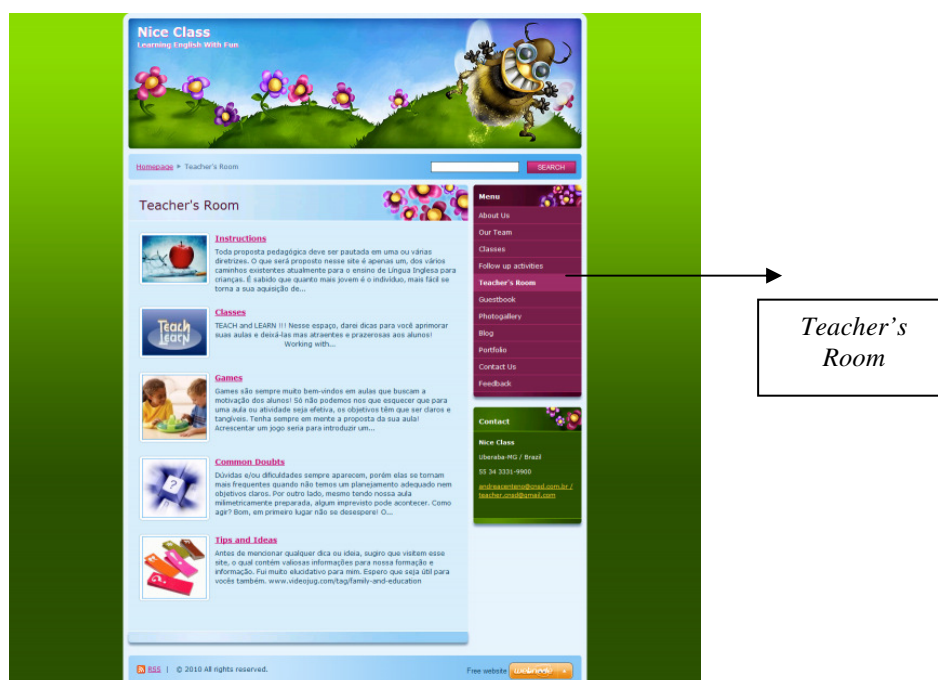 Nice Class
Learning English With Fun
Homepage > Teacher's Room
SEARCH
Teacher's Room
Instructions
Toda proposta pedagógica deve ser pautada em uma ou várias
diretrizes. O que será proposto nesse site é apenas um, dos vários
caminhos existentes atualmente para o ensino de Língua Inglesa para
crianças. É sabido que quanto mais jovem é o indivíduo, mais fácil se
torna a sua aquisição de...
Teach
Learn
Classes
TEACH and LEARN !!! Nesse espaço, darei dicas para você aprimorar
suas aulas e deixá-las mas atraentes e prazerosas aos alunos!
Working with...
Games
Games são sempre muito bem-vindos em aulas que buscam a
motivação dos alunos! Só não podemos nos que esquecer que para
uma aula ou atividade seja efetiva, os objetivos têm que ser claros e
tangíveis. Tenha sempre em mente a proposta da sua aula!
Acrescentar um jogo seria para introduzir um...
?
Common Doubts
Dúvidas e/ou dificuldades sempre aparecem, porém elas se tornam
mais frequentes quando não temos um planejamento adequado nem
objetivos claros. Por outro lado, mesmo tendo nossa aula
milimetricamente preparada, algum imprevisto pode acontecer. Como
agir? Bom, em primeiro lugar não se desespere! O...
Tips and Ideas
Antes de mencionar qualquer dica ou ideia, sugiro que visitem esse
site, o qual contém valiosas informações para nossa formação e
informação. Fui muito elucidativo para mim. Espero que seja útil para
vocês também. www.videojug.com/tag/family-and-education
Menu
About Us
Our Team
Classes
Follow up activities
Teacher's Room
Guestbook
Photogallery
Blog
Portfolio
Contact Us
Feedback
Contact
Nice Class
Uberaba-MG / Brazil
55 34 3331-9900
andreacenteno@cnad.com.br /
teacher.cnad@gmail.com
RSS | © 2010 All rights reserved.
Free website
Webnode
Teacher's
Room